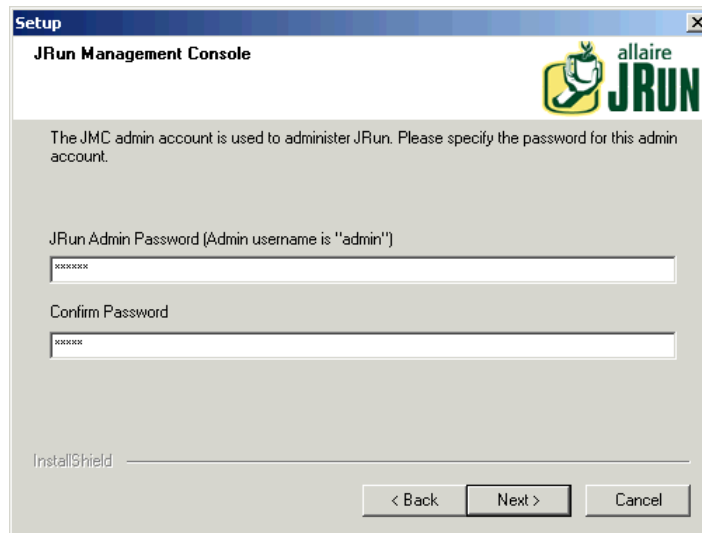 Setup
JRun Management Console
allaire
JRUN
The JMC admin account is used to administer JRun. Please specify the password for this admin
account.
JRun Admin Password (Admin username is "admin")
××××××
Confirm Password
×××××
InstallShield
< Back
Next >
Cancel